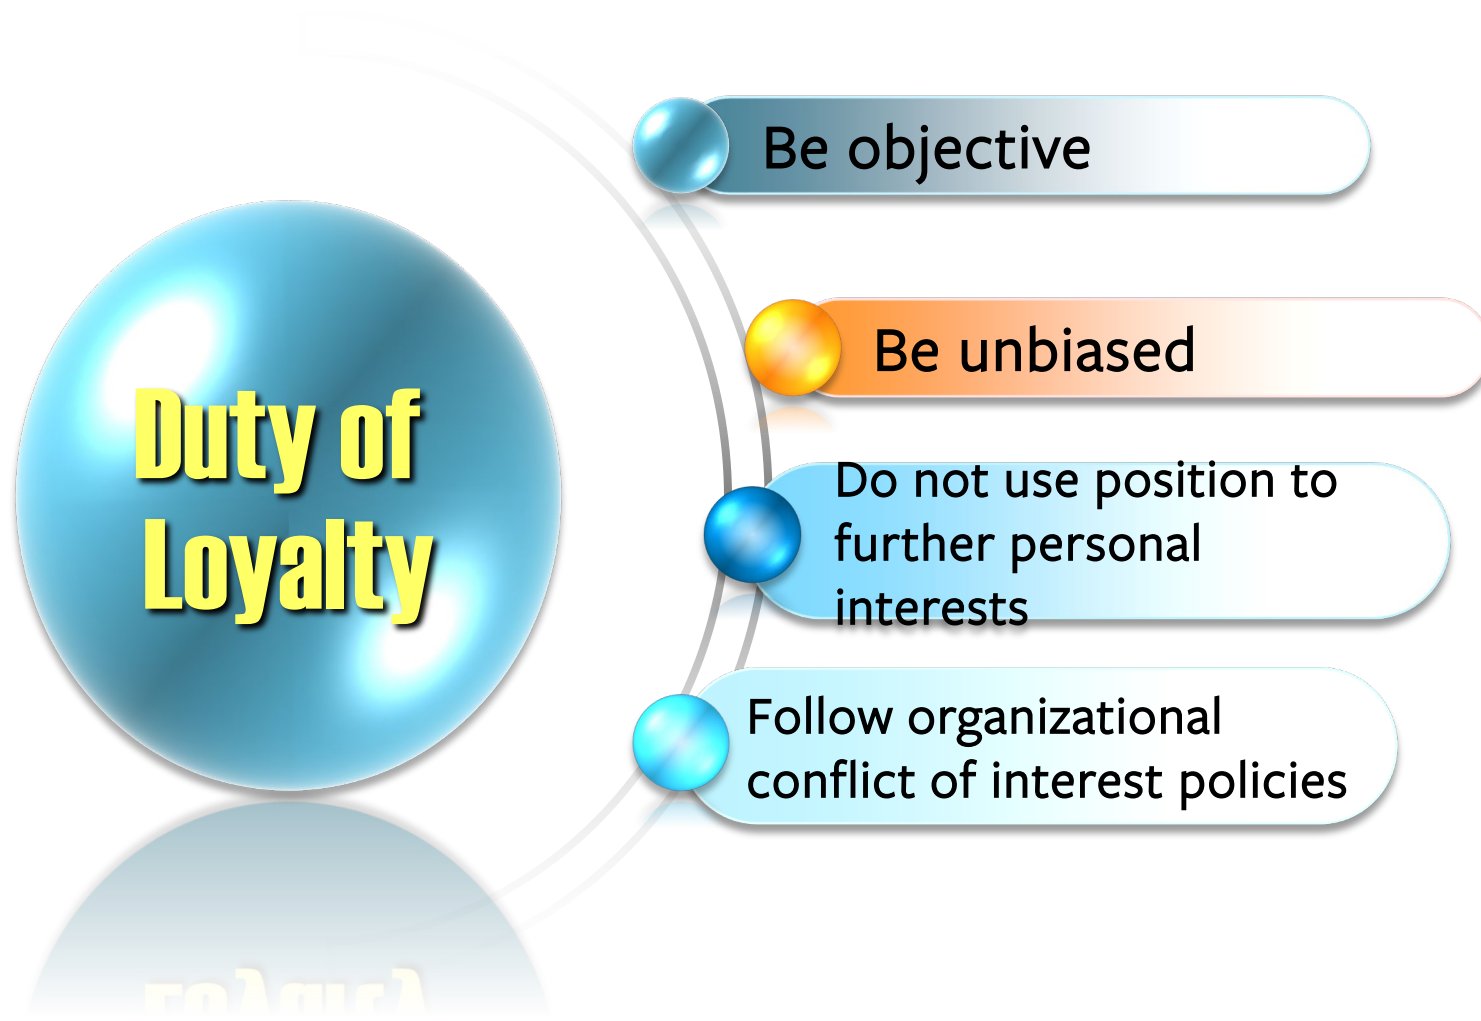 Duty of
Loyalty
Be objective
Be unbiased
Do not use position to
further personal
interests
Follow organizational
conflict of interest policies